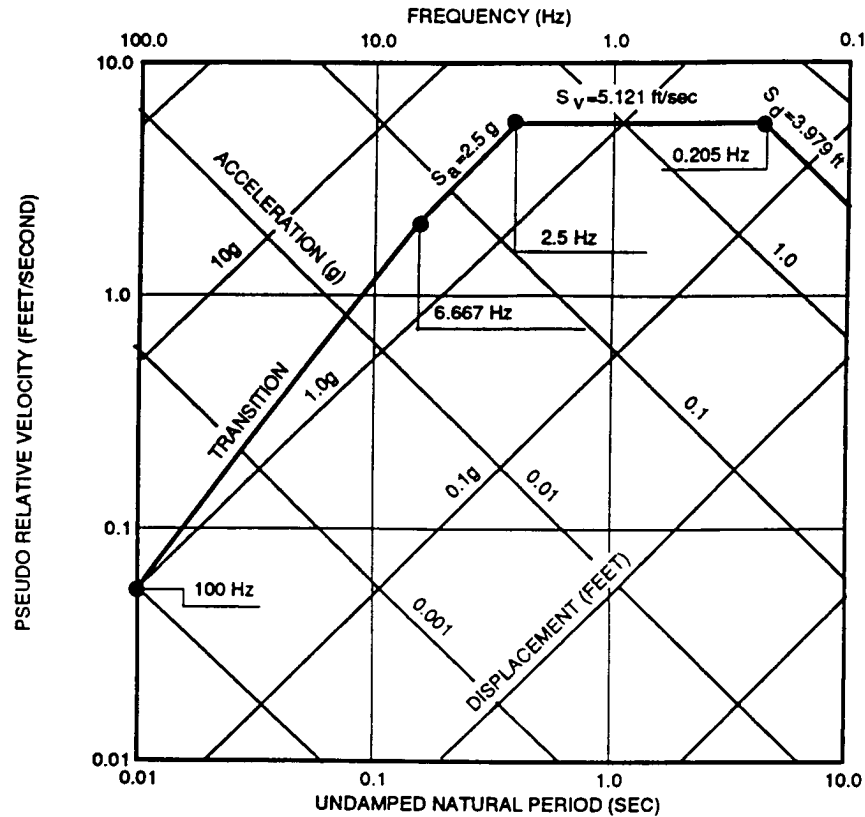 FREQUENCY (Hz)
100.0
10.0
1.0
0.1
10.0
S v =5.121 ft/sec
S d =3.979 ft
S a =2.5 g
0.205 Hz
ACCELERATION (g)
10g
2.5 Hz
1.0
1.0
6.667 Hz
TRANSITION
1.0g
0.1
0.1g
0.01
0.1
100 Hz
0.001
DISPLACEMENT (FEET)
0.01
0.01
0.1
1.0
10.0
UNDAMPED NATURAL PERIOD (SEC)
PSEUDO RELATIVE VELOCITY (FEET/SECOND)